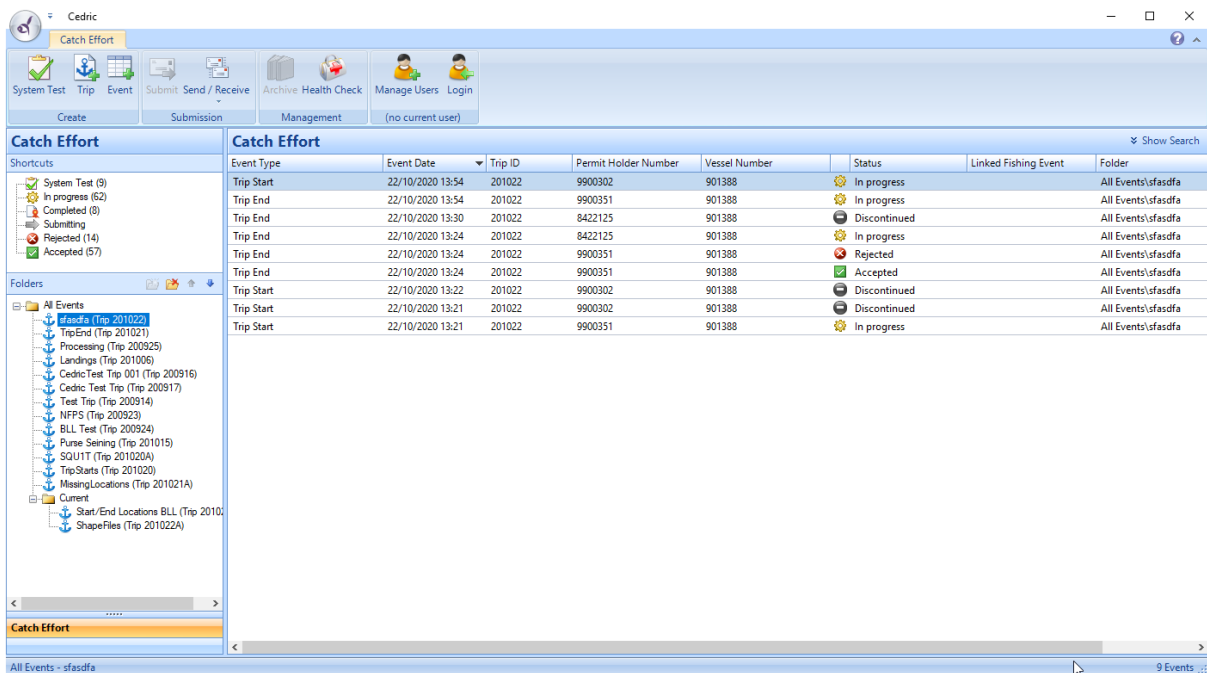 Cedric
Catch Effort
System Test Trip Event Submit Send / Receive Archive Health Check Manage Users Login
Create Submission Management (no current user)
Catch Effort
Shortcuts
System Test (9)
In progress (62)
Completed (8)
Submitting
Rejected (14)
Accepted (57)
Folders
All Events
sfasdfa (Trip 201022)
TripEnd (Trip 201021)
Processing (Trip 200925)
Landings (Trip 201006)
CedricTest Trip 001 (Trip 200916)
Cedric Test Trip (Trip 200917)
Test Trip (Trip 200914)
NFPS (Trip 200923)
BLL Test (Trip 200924)
Purse Seining (Trip 201015)
SQU1T (Trip 201020A)
TripStarts (Trip 201020)
MissingLocations (Trip 201021A)
Current
Start/End Locations BLL (Trip 2010
ShapeFiles (Trip 201022A)
Catch Effort
Catch Effort Show Search
Event Type Event Date Trip ID Permit Holder Number Vessel Number Status Linked Fishing Event Folder
Trip Start 22/10/2020 13:54 201022 9900302 901388 In progress All Events\sfasdfa
Trip End 22/10/2020 13:54 201022 9900351 901388 In progress All Events\sfasdfa
Trip End 22/10/2020 13:30 201022 8422125 901388 Discontinued All Events\sfasdfa
Trip End 22/10/2020 13:24 201022 8422125 901388 In progress All Events\sfasdfa
Trip End 22/10/2020 13:24 201022 9900351 901388 Rejected All Events\sfasdfa
Trip End 22/10/2020 13:24 201022 9900351 901388 Accepted All Events\sfasdfa
Trip Start 22/10/2020 13:22 201022 9900302 901388 Discontinued All Events\sfasdfa
Trip Start 22/10/2020 13:21 201022 9900302 901388 Discontinued All Events\sfasdfa
Trip Start 22/10/2020 13:21 201022 9900351 901388 In progress All Events\sfasdfa
All Events - sfasdfa 9 Events